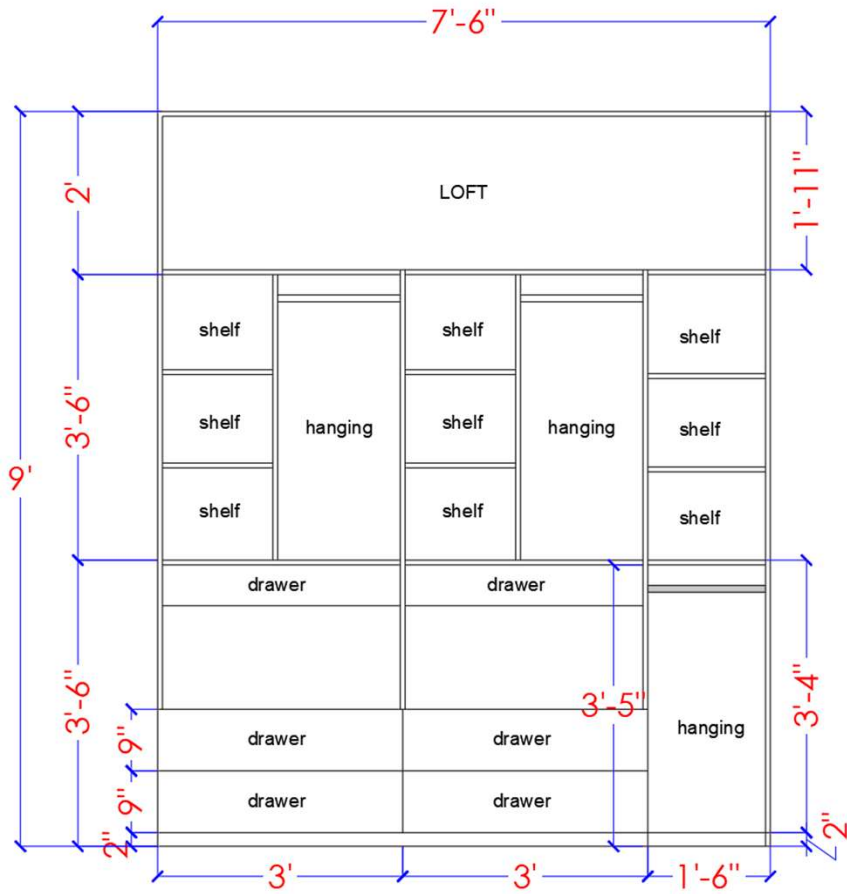 7'-6"
2'
1'-11"
LOFT
shelf
shelf
shelf
shelf
shelf
shelf
3'-6"
hanging
hanging
shelf
9'
shelf
shelf
shelf
drawer
drawer
3'-6"
3'-5"
3'-4"
9"
drawer
drawer
hanging
9"
drawer
drawer
2"
2"
3'
3'
1'-6"